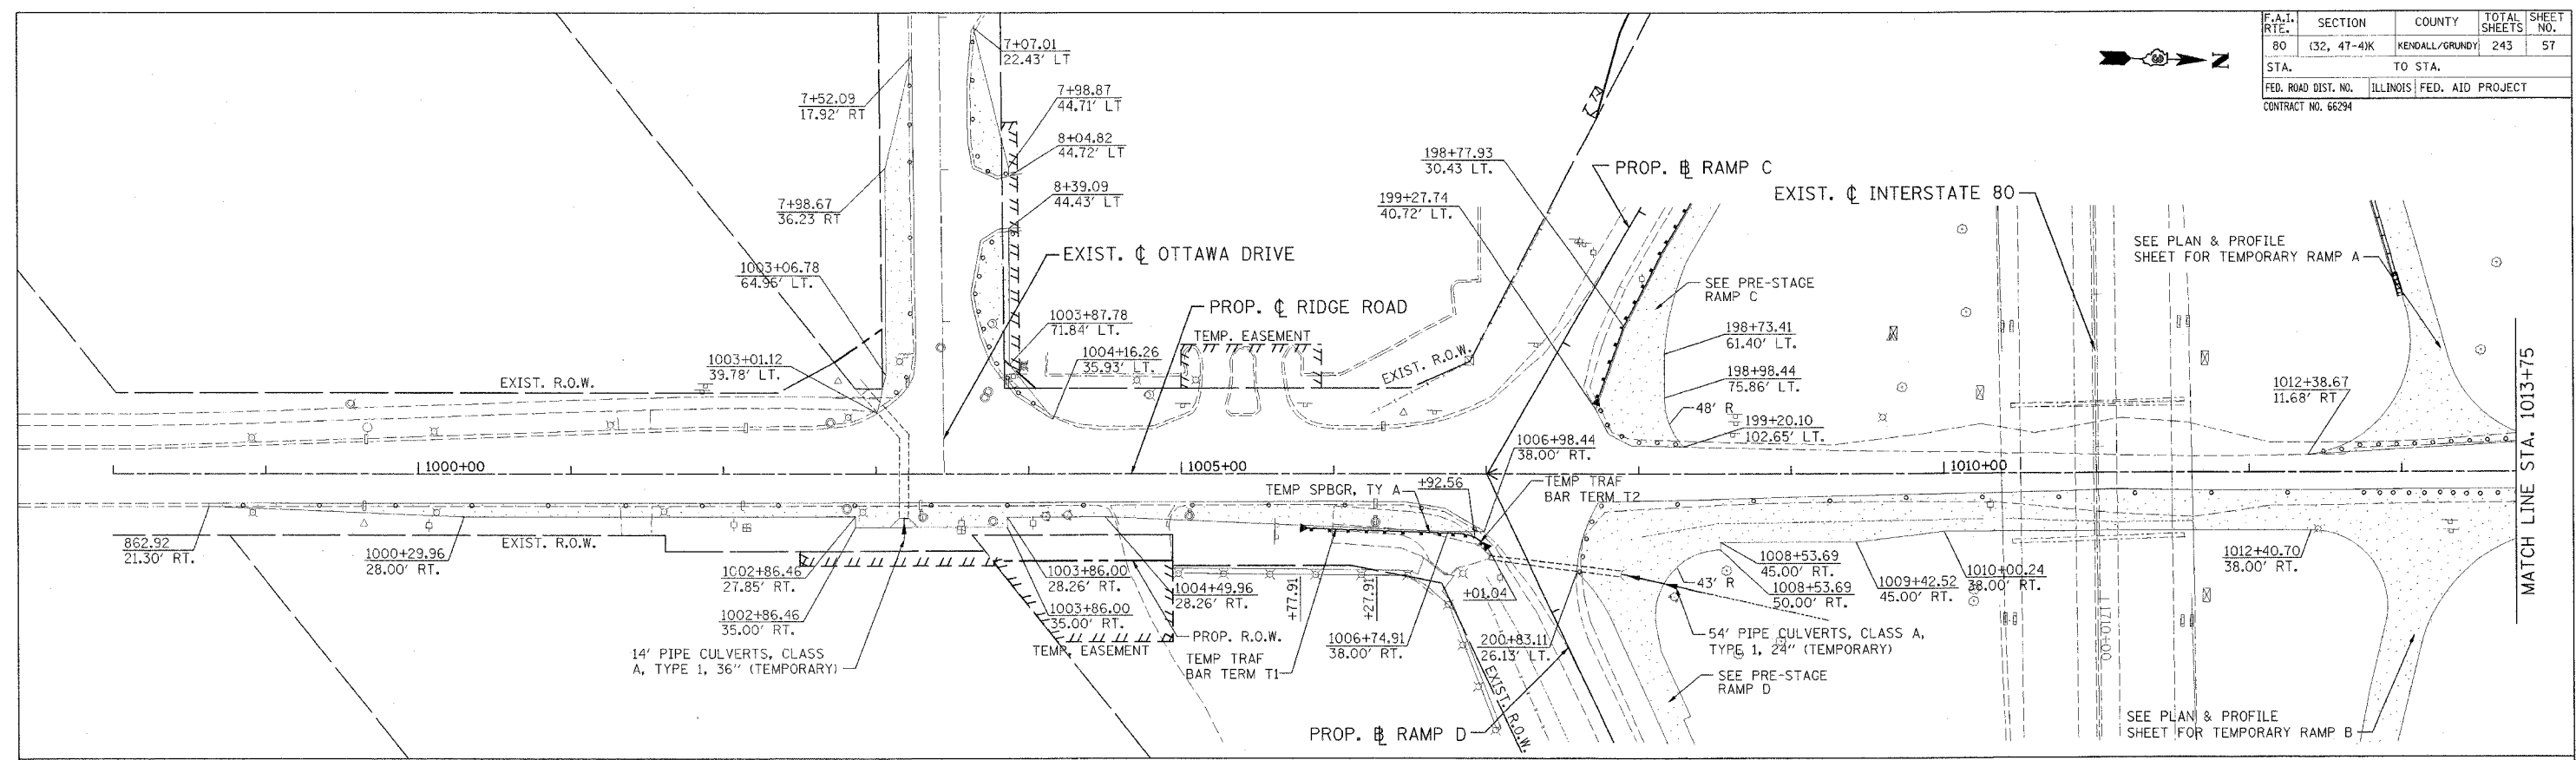 F.A.I. RTE. SECTION COUNTY TOTAL SHEETS SHEET NO.
80 (32, 47-4)K KENDALL/GRUNDY 243 57
STA. TO STA.
FED. ROAD DIST. NO. ILLINOIS FED. AID PROJECT
CONTRACT NO. 66294
N
7+07.01
22.43' LT
7+52.09
17.92' RT
7+98.87
44.71' LT
8+04.82
44.72' LT
8+39.09
44.43' LT
7+98.67
36.23 RT
1003+06.78
64.96' LT.
1003+01.12
39.78' LT.
EXIST. ℄ OTTAWA DRIVE
PROP. ℄ RIDGE ROAD
1003+87.78
71.84' LT.
1004+16.26
35.93' LT.
TEMP. EASEMENT
EXIST. R.O.W.
EXIST. R.O.W.
198+77.93
30.43 LT.
199+27.74
40.72' LT.
PROP. B RAMP C
EXIST. ℄ INTERSTATE 80
SEE PRE-STAGE
RAMP C
198+73.41
61.40' LT.
198+98.44
75.86' LT.
48' R
199+20.10
102.65' LT.
SEE PLAN & PROFILE
SHEET FOR TEMPORARY RAMP A
1012+38.67
11.68' RT
MATCH LINE STA. 1013+75
1000+00
1005+00
1010+00
1006+98.44
38.00' RT.
TEMP SPBGR, TY A
+92.56
TEMP TRAF
BAR TERM T2
862.92
21.30' RT.
1000+29.96
28.00' RT.
EXIST. R.O.W.
1002+86.46
27.85' RT.
1002+86.46
35.00' RT.
14' PIPE CULVERTS, CLASS
A, TYPE 1, 36" (TEMPORARY)
1003+86.00
28.26' RT.
1003+86.00
35.00' RT.
TEMP. EASEMENT
1004+49.96
28.26' RT.
PROP. R.O.W.
TEMP TRAF
BAR TERM T1
+77.91
+27.91
1006+74.91
38.00' RT.
+01.04
200+83.11
26.13' LT.
EXIST. R.O.W.
PROP. B RAMP D
43' R
1008+53.69
45.00' RT.
1008+53.69
50.00' RT.
1009+42.52
45.00' RT.
1010+00.24
38.00' RT.
54' PIPE CULVERTS, CLASS A,
TYPE 1, 24" (TEMPORARY)
SEE PRE-STAGE
RAMP D
1012+40.70
38.00' RT.
SEE PLAN & PROFILE
SHEET FOR TEMPORARY RAMP B